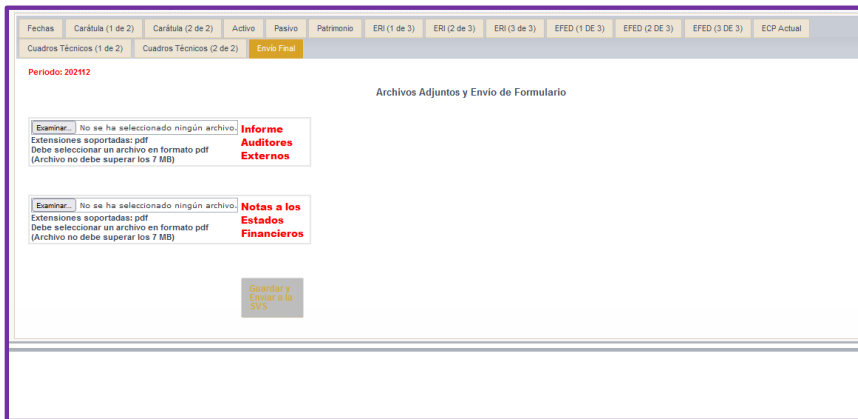 Fechas Carátula (1 de 2) Carátula (2 de 2) Activo Pasivo Patrimonio ERI (1 de 3) ERI (2 de 3) ERI (3 de 3) EFED (1 DE 3) EFED (2 DE 3) EFED (3 DE 3) ECP Actual
Cuadros Técnicos (1 de 2) Cuadros Técnicos (2 de 2) Envío Final
Periodo: 202112
Archivos Adjuntos y Envío de Formulario
Examinar... No se ha seleccionado ningún archivo. Informe
Extensiones soportadas: pdf Auditores
Debe seleccionar un archivo en formato pdf Externos
(Archivo no debe superar los 7 MB)
Examinar... No se ha seleccionado ningún archivo. Notas a los
Extensiones soportadas: pdf Estados
Debe seleccionar un archivo en formato pdf Financieros
(Archivo no debe superar los 7 MB)
Guardar y
Enviar a la
SVS